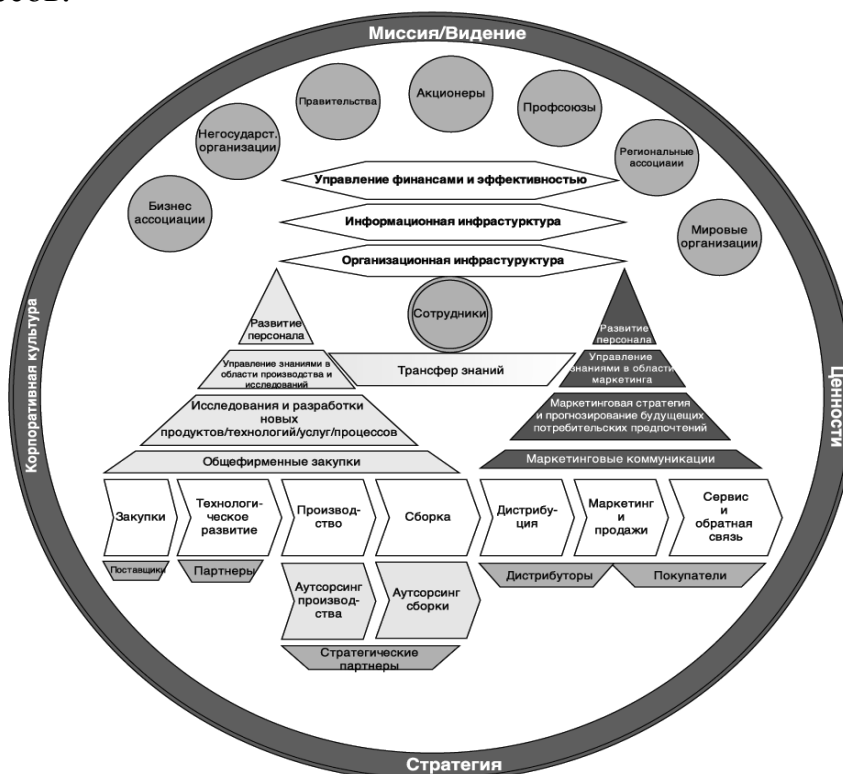 Миссия/Видение
Правительства
Акционеры
Профсоюзы
Негосударст.
организации
Региональные
ассоциаии
Бизнес
ассоциации
Мировые
организации
Управление финансами и эффективностью
Информационная инфрастурктура
Организационная инфрастуруктура
Корпоративная культура
Ценности
Сотрудники
Развитие
персонала
Управление знаниями в
области производства и
исследований
Исследования и разработки
новых
продуктов/технологий/услуг/процессов
Общефирменные закупки
Трансфер знаний
Развитие
персонала
Управление
знаниями в области
маркетинга
Маркетинговая стратегия
и прогнозирование будущещих
потребительских предпочтений
Маркетинговые коммуникации
Закупки
Технологи-
ческое
развитие
Производ-
ство
Сборка
Дистрибу-
ция
Маркетинг
и
продажи
Сервис
и
обратная
связь
Поставщики
Партнеры
Дистрибуторы
Покупатели
Аутсорсинг
производ-
ства
Аутсорсинг
сборки
Стратегические
партнеры
Стратегия